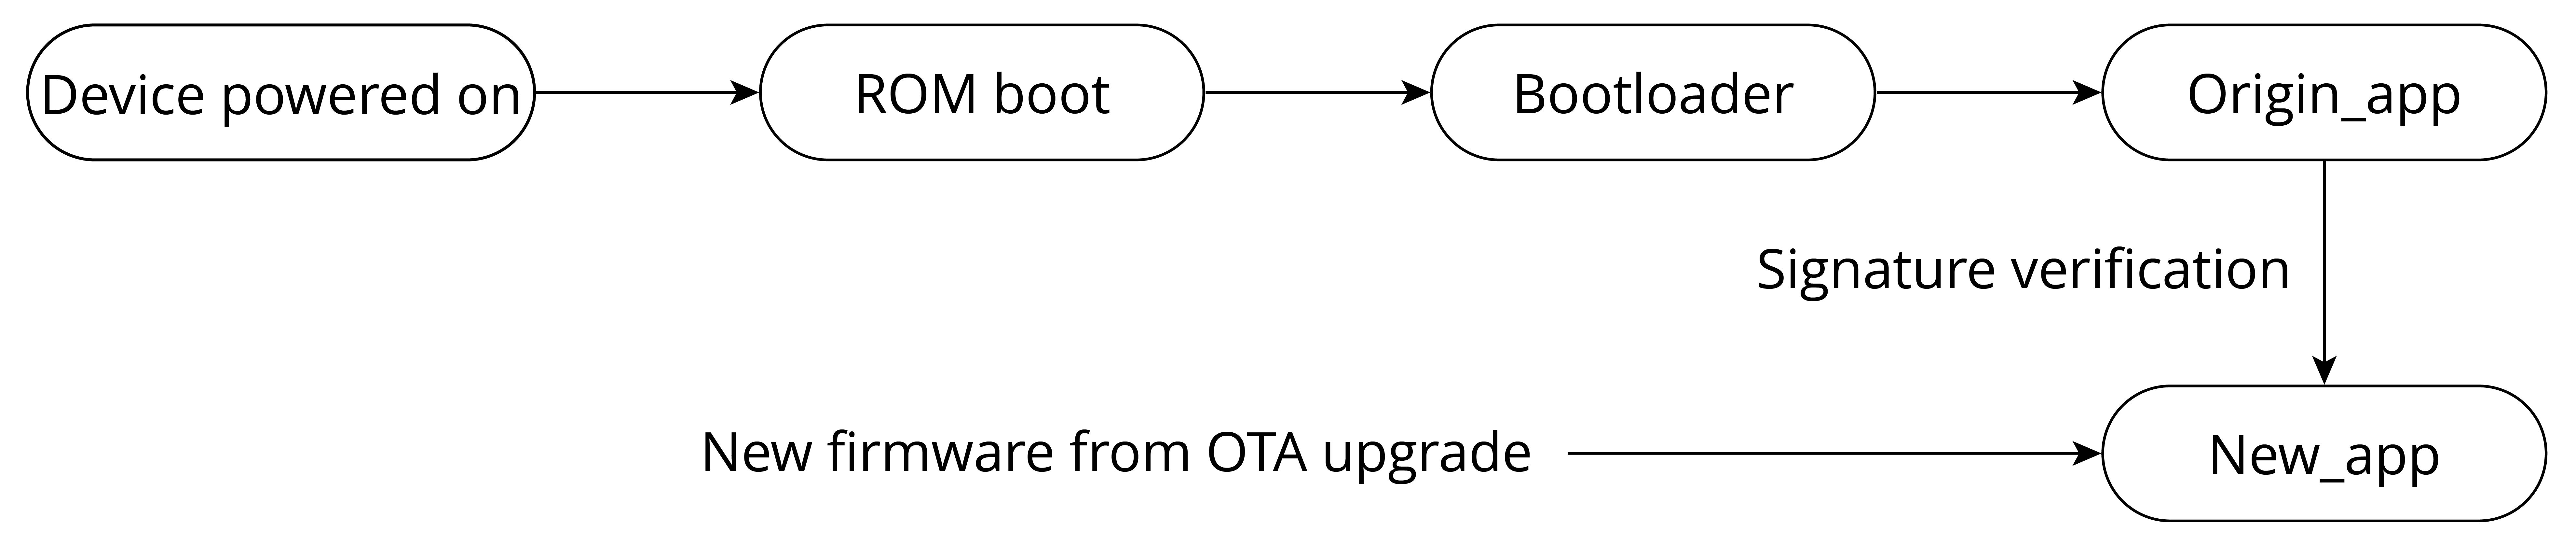 Device powered on
ROM boot
Bootloader
Origin_app
Signature verification
New firmware from OTA upgrade
New_app